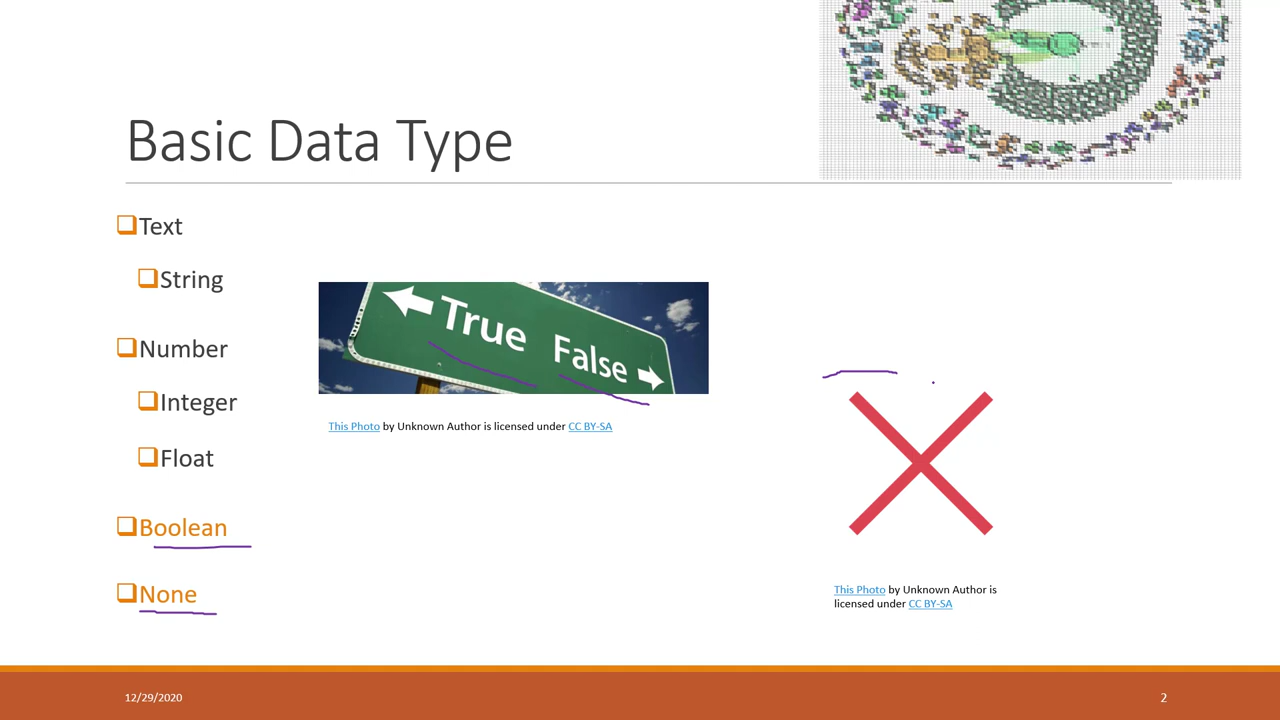 Basic Data Type
Text
String
Number
Integer
Float
Boolean
None
True False
This Photo by Unknown Author is licensed under CC BY-SA
This Photo by Unknown Author is
licensed under CC BY-SA
12/29/2020
2